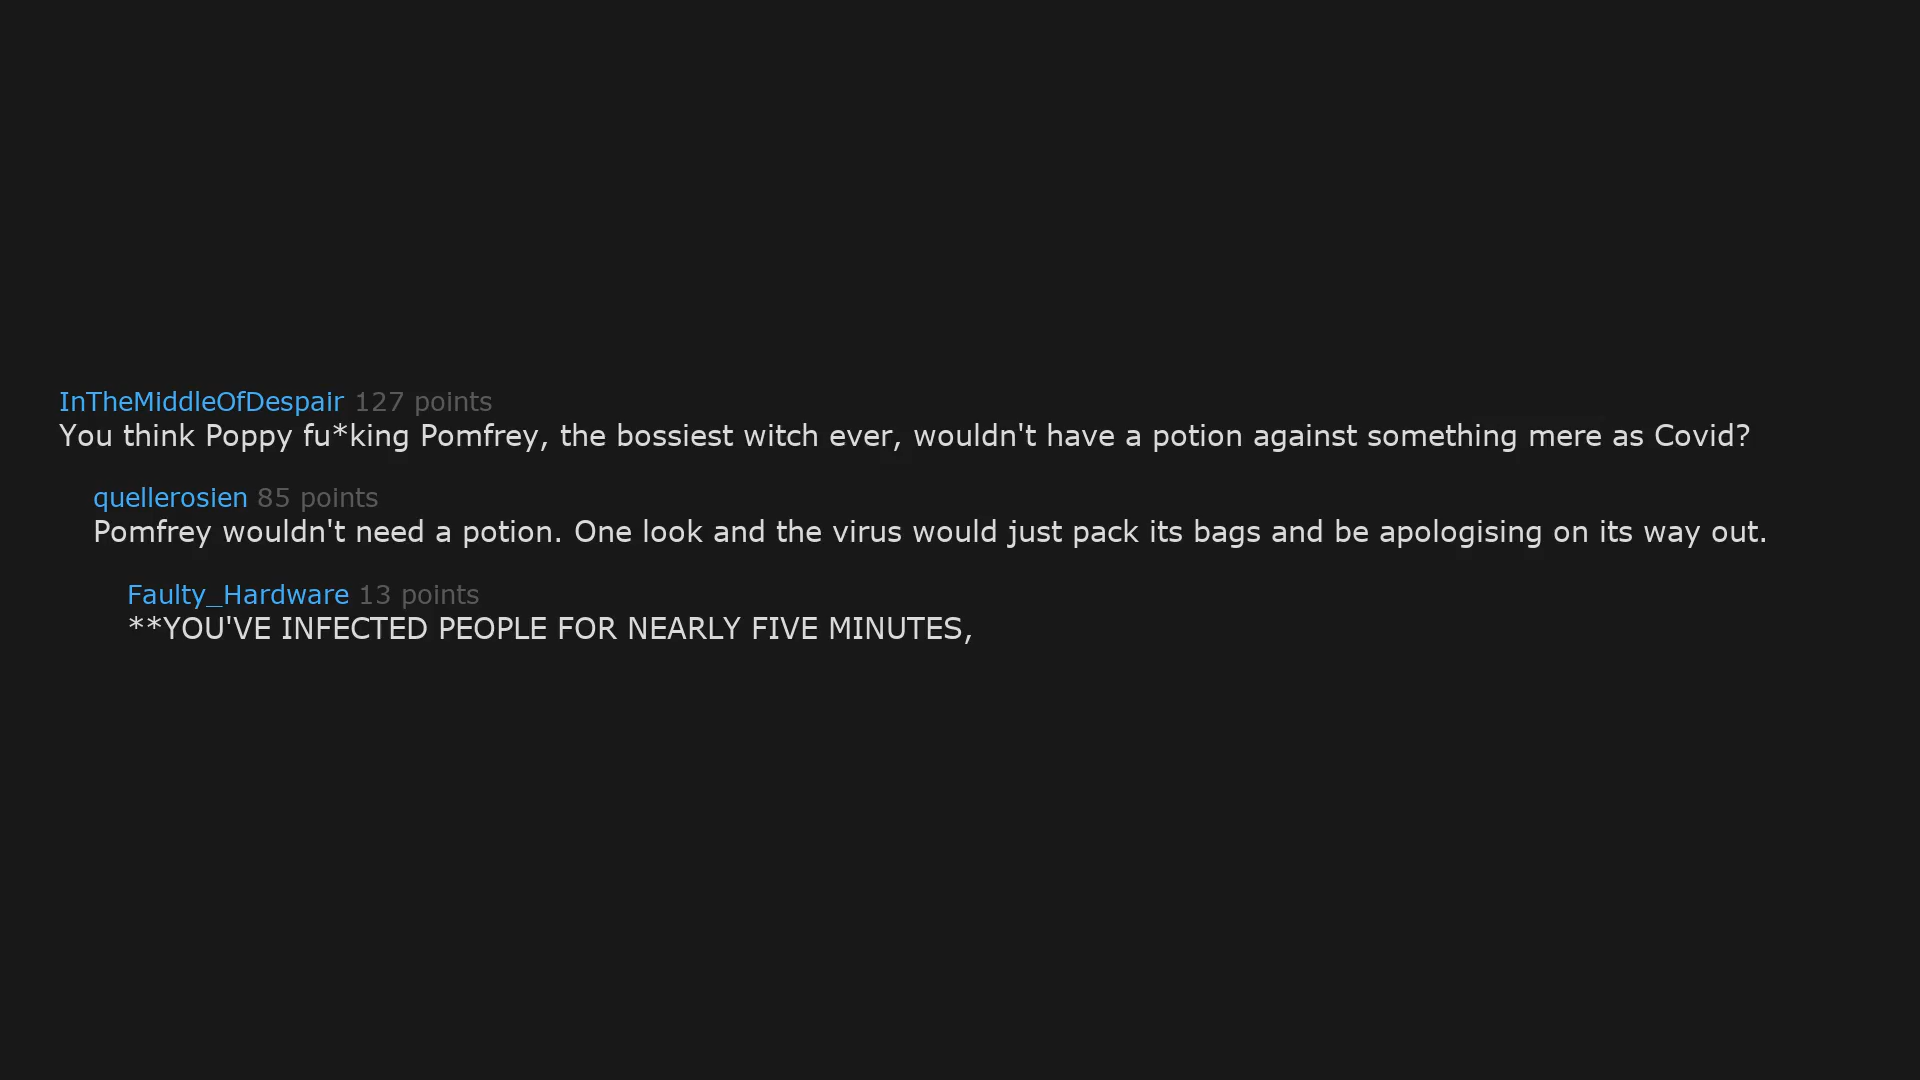 InTheMiddleOfDespair 127 points
You think Poppy fu*king Pomfrey, the bossiest witch ever, wouldn't have a potion against something mere as Covid?
quellerosien 85 points
Pomfrey wouldn't need a potion. One look and the virus would just pack its bags and be apologising on its way out.
Faulty_Hardware 13 points
**YOU'VE INFECTED PEOPLE FOR NEARLY FIVE MINUTES,